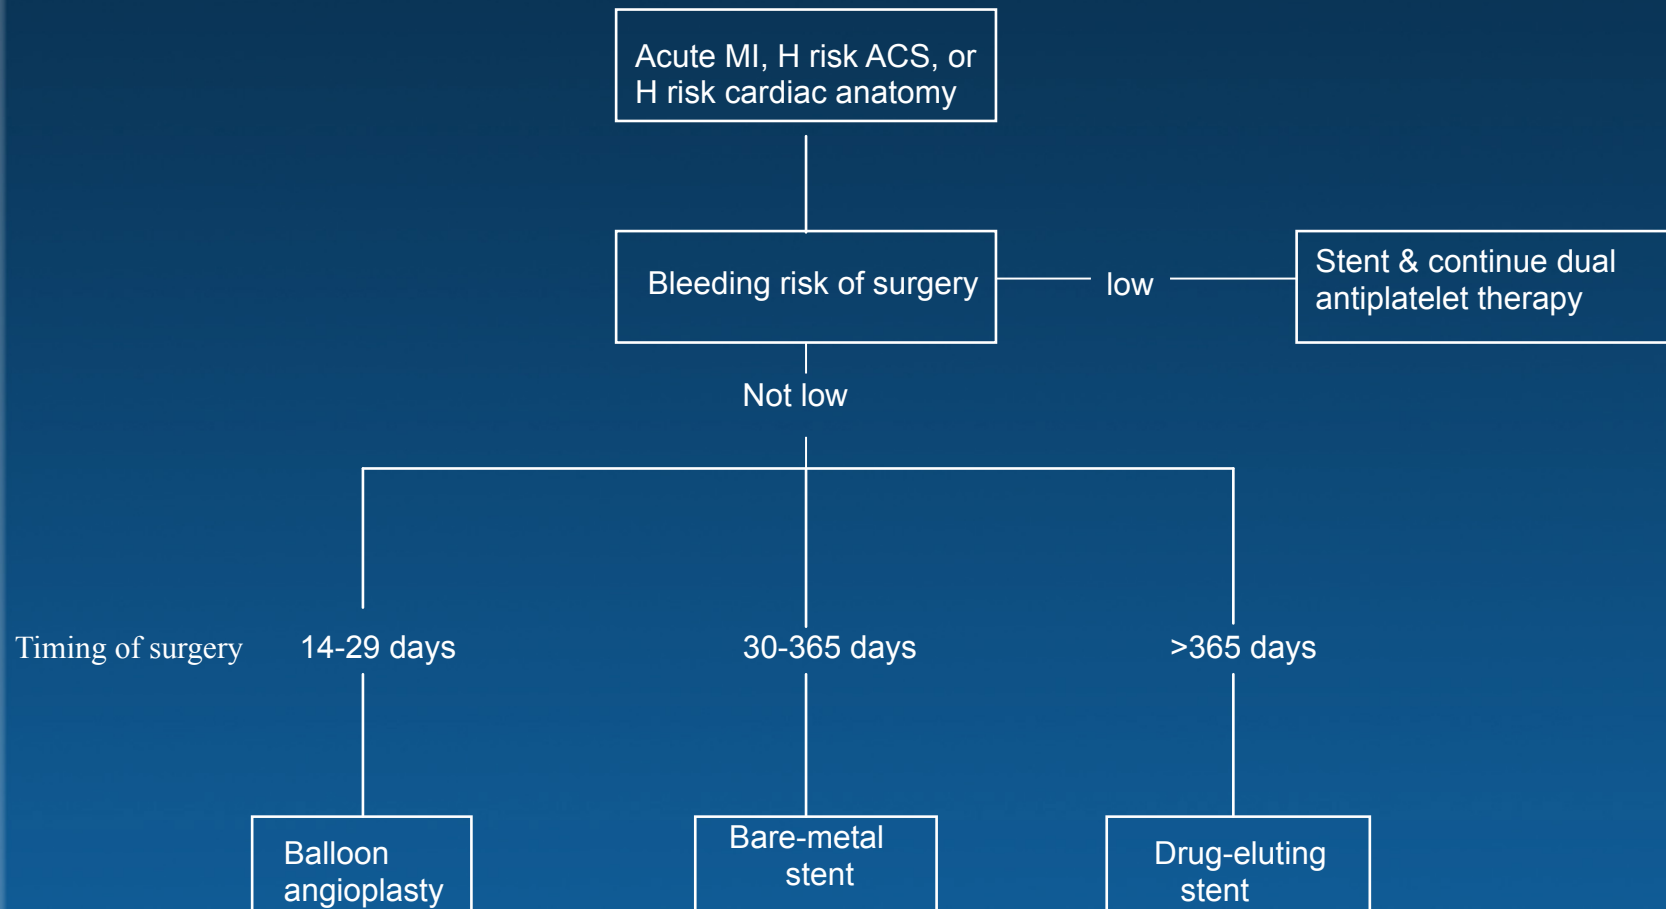 Acute MI, H risk ACS, or
H risk cardiac anatomy
Bleeding risk of surgery
low
Stent & continue dual
antiplatelet therapy
Not low
Timing of surgery
14-29 days
30-365 days
>365 days
Balloon
angioplasty
Bare-metal
stent
Drug-eluting
stent